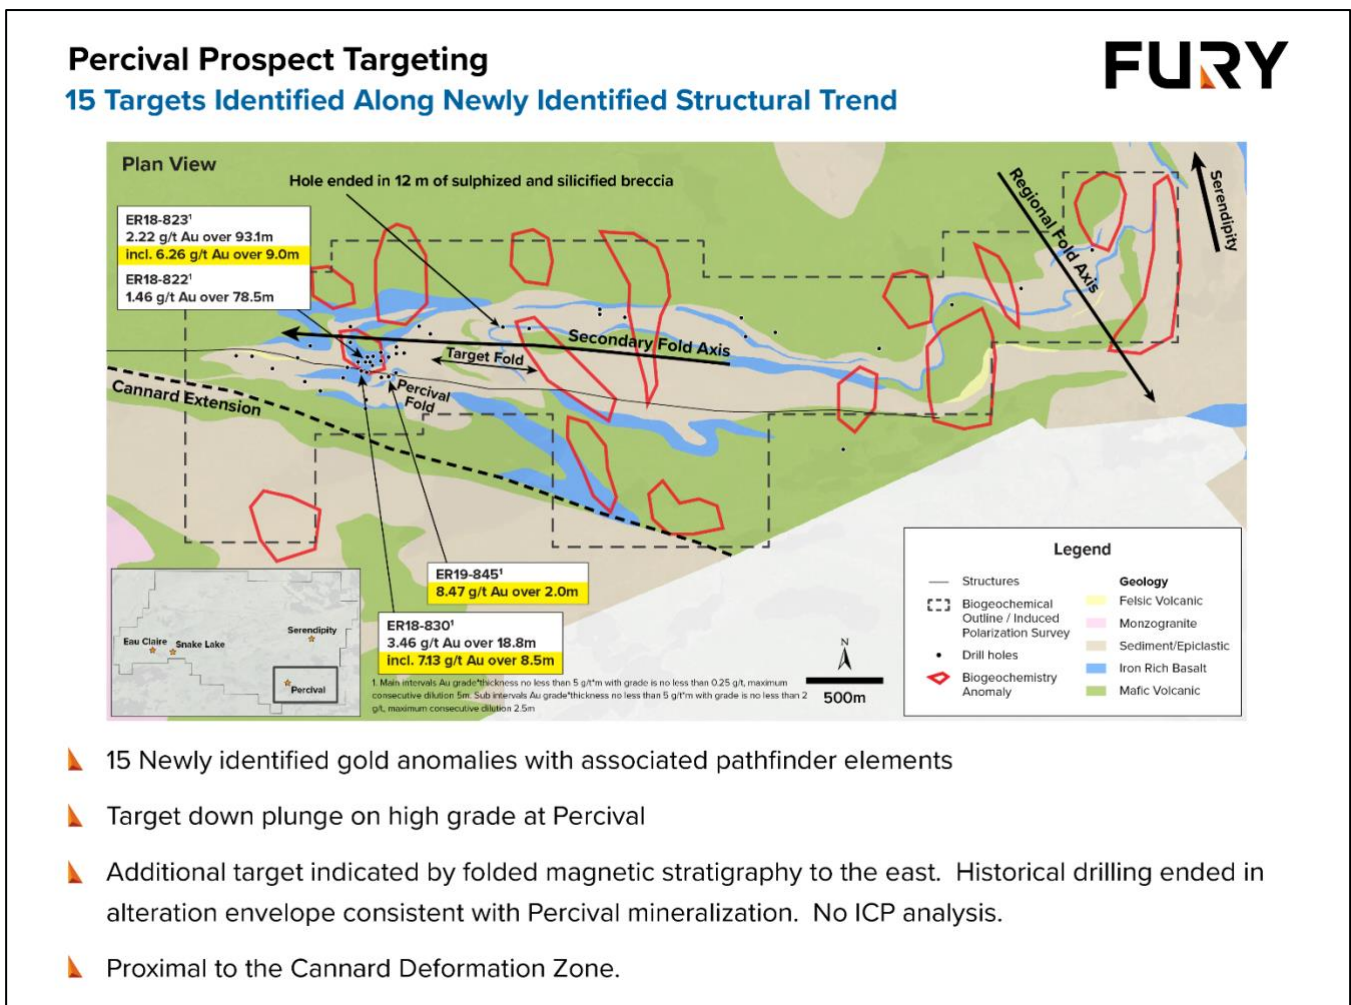 Percival Prospect Targeting
FURY
15 Targets Identified Along Newly Identified Structural Trend
Plan View
Hole ended in 12 m of sulphized and silicified breccia
ER18-823¹
2.22 g/t Au over 93.1m
incl. 6.26 g/t Au over 9.0m
ER18-822¹
1.46 g/t Au over 78.5m
Regional Fold Axis
Serendipity
Secondary Fold Axis
Target Fold
Percival
Fold
Cannard Extension
ER19-845¹
8.47 g/t Au over 2.0m
ER18-830¹
3.46 g/t Au over 18.8m
incl. 7.13 g/t Au over 8.5m
Eau Claire
Snake Lake
Serendipity
Percival
1. Main intervals Au grade*thickness no less than 5 g/t*m with grade is no less than 0.25 g/t, maximum
consecutive dilution 5m. Sub intervals Au grade*thickness no less than 5 g/t*m with grade is no less than 2
g/t, maximum consecutive dilution 2.5m
N
500m
Legend
Structures
Biogeochemical
Outline / Induced
Polarization Survey
Drill holes
Biogeochemistry
Anomaly
Geology
Felsic Volcanic
Monzogranite
Sediment/Epiclastic
Iron Rich Basalt
Mafic Volcanic
15 Newly identified gold anomalies with associated pathfinder elements
Target down plunge on high grade at Percival
Additional target indicated by folded magnetic stratigraphy to the east. Historical drilling ended in
alteration envelope consistent with Percival mineralization. No ICP analysis.
Proximal to the Cannard Deformation Zone.